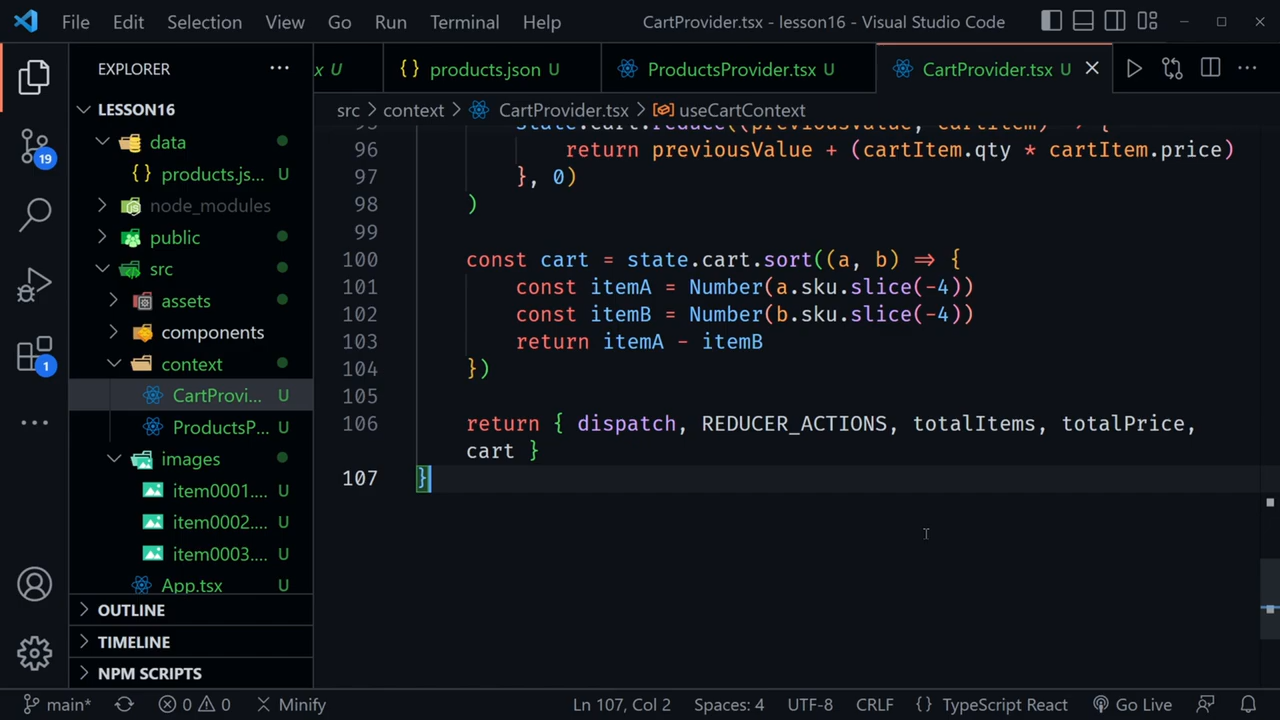 File Edit Selection View Go Run Terminal Help CartProvider.tsx - lesson16 - Visual Studio Code
EXPLORER ···
x U {} products.json U ProductsProvider.tsx U CartProvider.tsx U
LESSON16
src > context > CartProvider.tsx > useCartContext
data
{} products.js... U
node_modules
public
src
assets
components
context
CartProvi... U
ProductsP... U
images
item0001.... U
item0002.... U
item0003.... U
App.tsx U
OUTLINE
TIMELINE
NPM SCRIPTS
19
1
state.cart.reduce((previousValue, cartItem) => {
96 return previousValue + (cartItem.qty * cartItem.price)
97 }, 0)
98 )
99
100 const cart = state.cart.sort((a, b) => {
101 const itemA = Number(a.sku.slice(-4))
102 const itemB = Number(b.sku.slice(-4))
103 return itemA - itemB
104 })
105
106 return { dispatch, REDUCER_ACTIONS, totalItems, totalPrice,
cart }
107 }
main* 0 0 Minify Ln 107, Col 2 Spaces: 4 UTF-8 CRLF {} TypeScript React Go Live